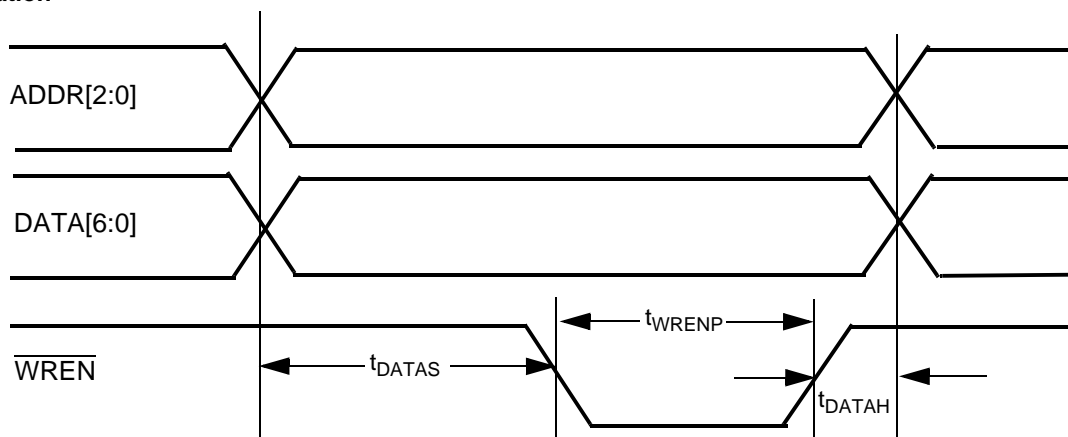 ADDR[2:0]
DATA[6:0]
tWRENP
WREN
tDATAS
tDATAH